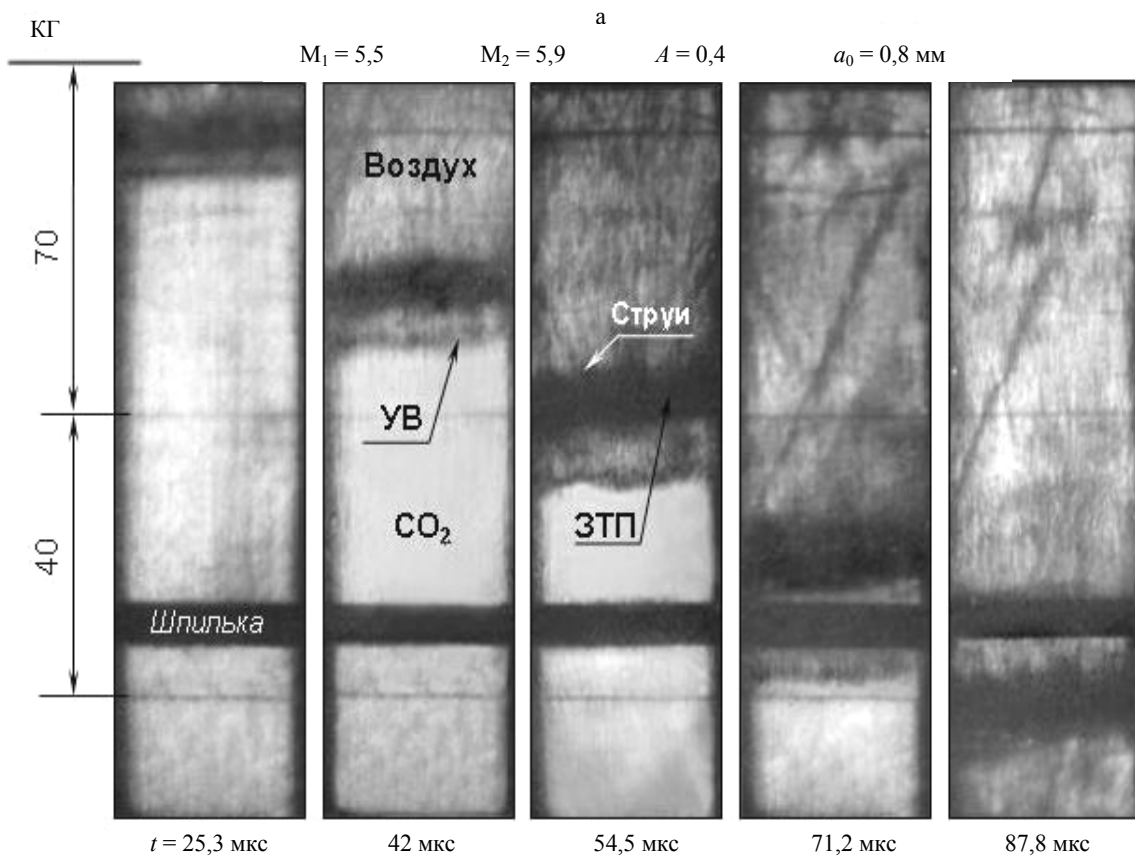 а
КГ
M₁ = 5,5 M₂ = 5,9 A = 0,4 a₀ = 0,8 мм
Воздух
70
Струи
УВ
CO₂
ЗТП
40
Шпилька
t = 25,3 мкс 42 мкс 54,5 мкс 71,2 мкс 87,8 мкс